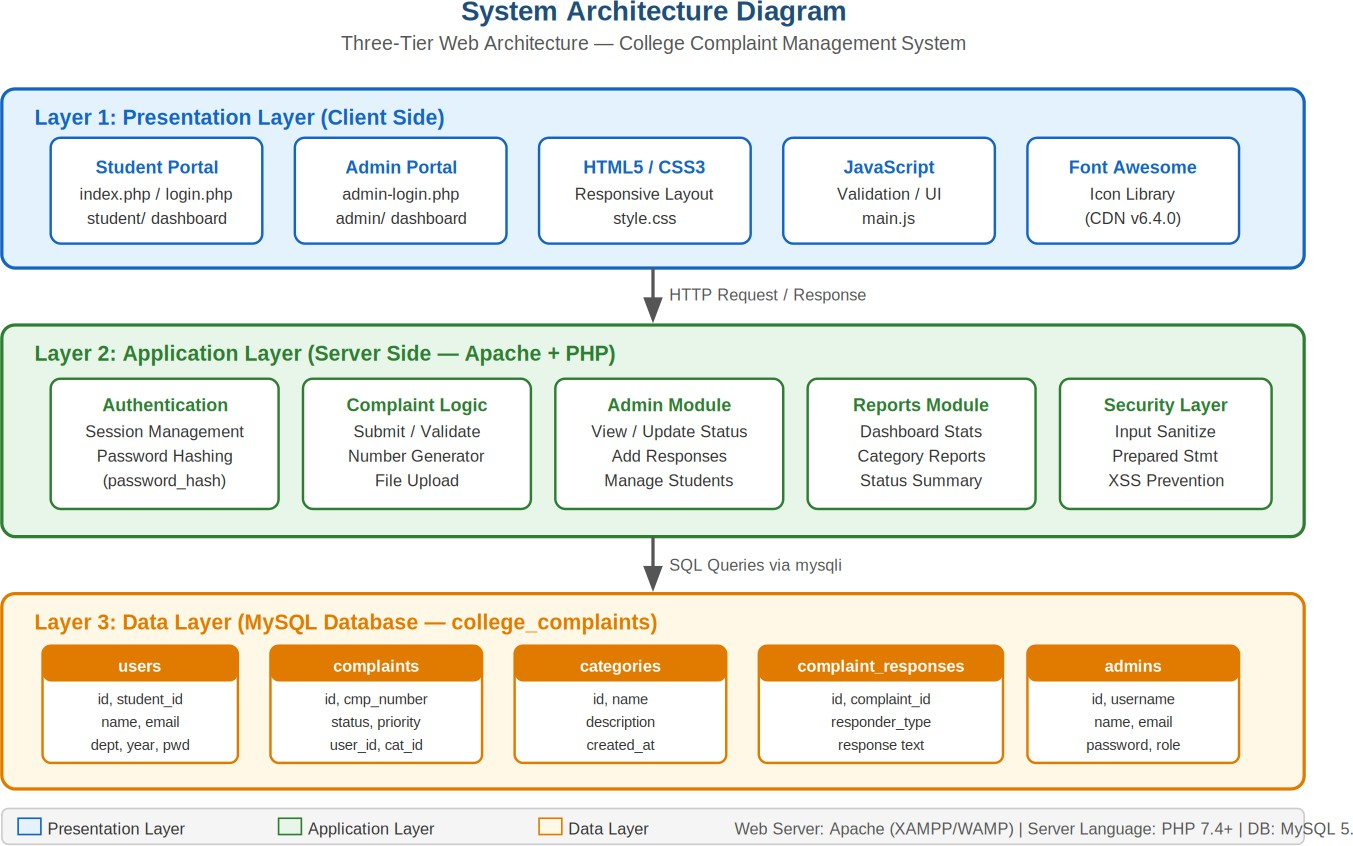 System Architecture Diagram
Three-Tier Web Architecture — College Complaint Management System
Layer 1: Presentation Layer (Client Side)
Student Portal
index.php / login.php
student/ dashboard
Admin Portal
admin-login.php
admin/ dashboard
HTML5 / CSS3
Responsive Layout
style.css
JavaScript
Validation / UI
main.js
Font Awesome
Icon Library
(CDN v6.4.0)
HTTP Request / Response
Layer 2: Application Layer (Server Side — Apache + PHP)
Authentication
Session Management
Password Hashing
(password_hash)
Complaint Logic
Submit / Validate
Number Generator
File Upload
Admin Module
View / Update Status
Add Responses
Manage Students
Reports Module
Dashboard Stats
Category Reports
Status Summary
Security Layer
Input Sanitize
Prepared Stmt
XSS Prevention
SQL Queries via mysqli
Layer 3: Data Layer (MySQL Database — college_complaints)
users
id, student_id
name, email
dept, year, pwd
complaints
id, cmp_number
status, priority
user_id, cat_id
categories
id, name
description
created_at
complaint_responses
id, complaint_id
responder_type
response text
admins
id, username
name, email
password, role
Presentation Layer
Application Layer
Data Layer
Web Server: Apache (XAMPP/WAMP) | Server Language: PHP 7.4+ | DB: MySQL 5.